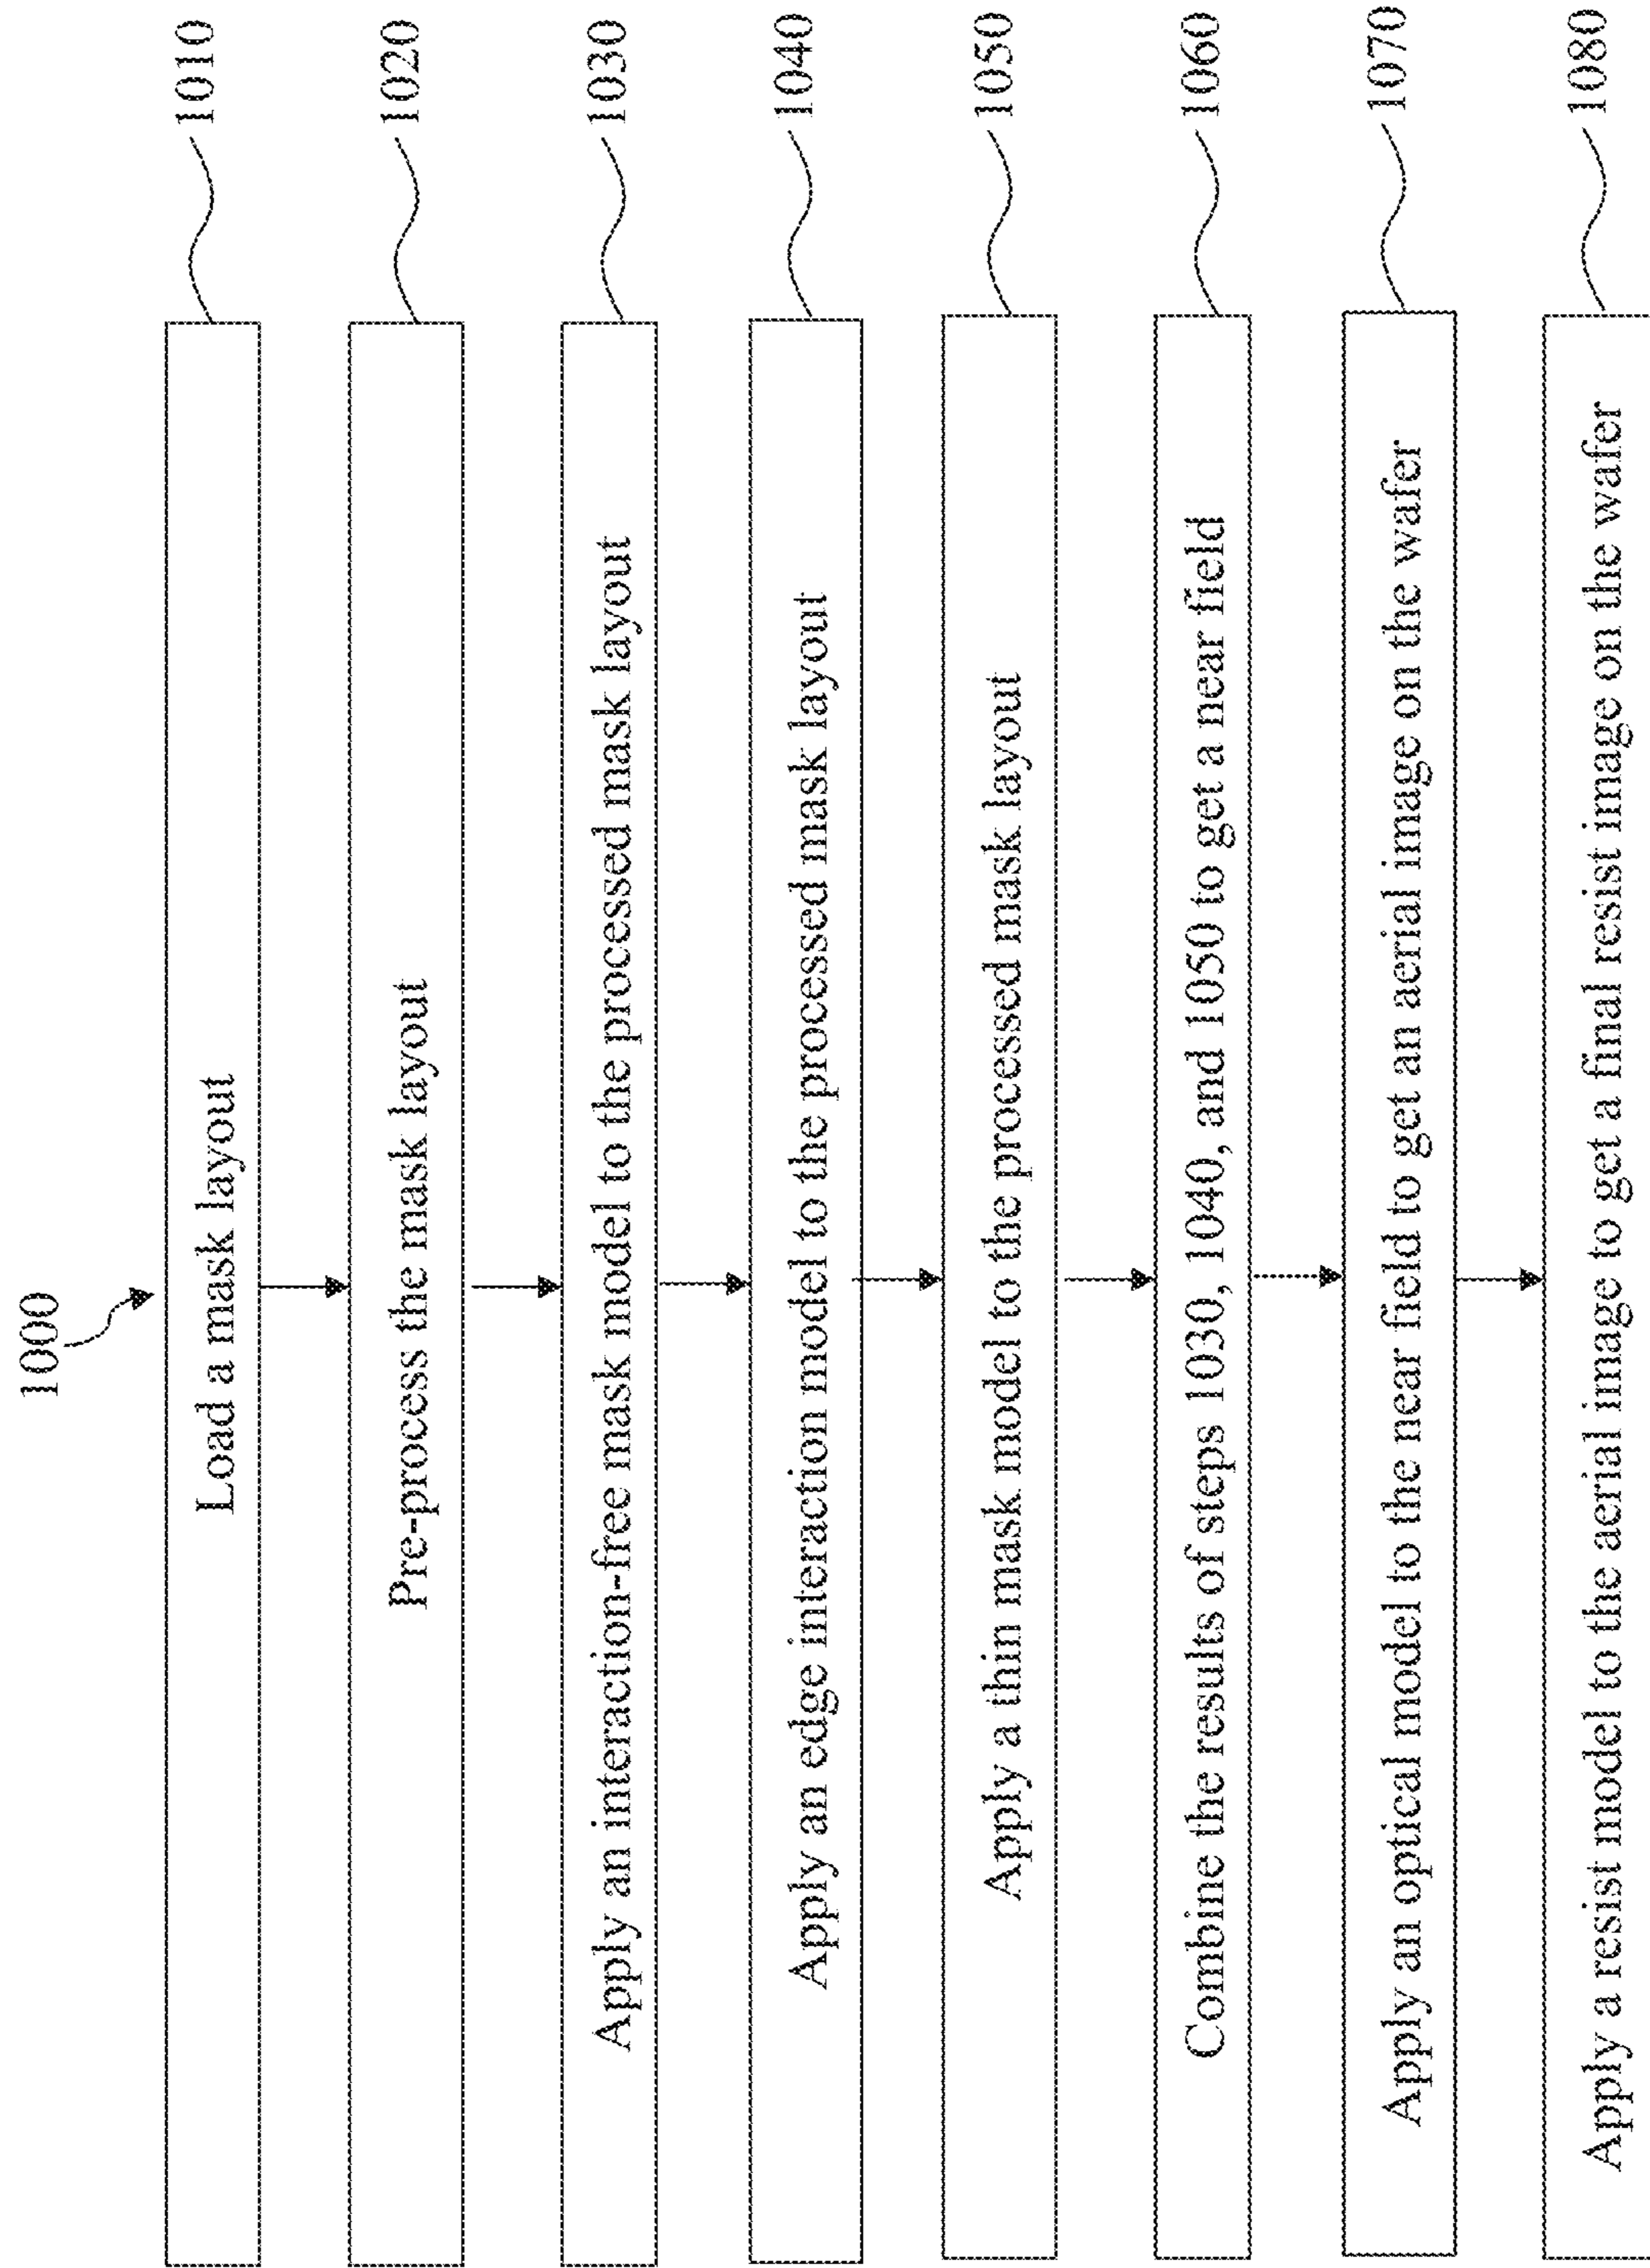 1000
Load a mask layout
1010
Pre-process the mask layout
1020
Apply an interaction-free mask model to the processed mask layout
1030
Apply an edge interaction model to the processed mask layout
1040
Apply a thin mask model to the processed mask layout
1050
Combine the results of steps 1030, 1040, and 1050 to get a near field
1060
Apply an optical model to the near field to get an aerial image on the wafer
1070
Apply a resist model to the aerial image to get a final resist image on the wafer
1080